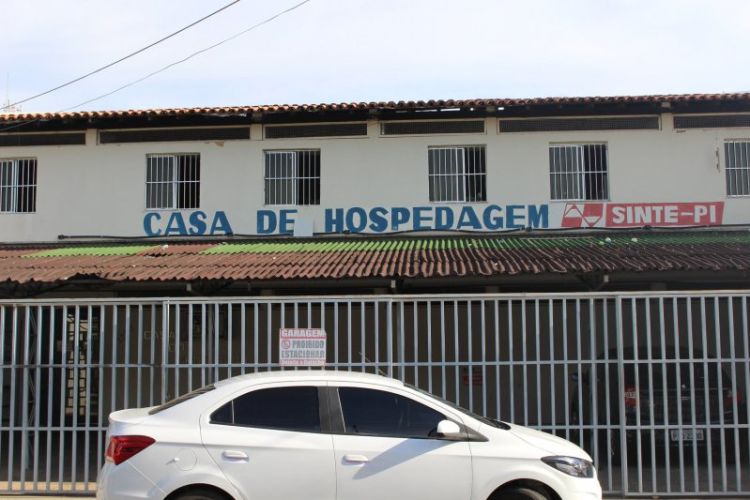 CASA DE HOSPEDAGEM SINTE-PI
GARAGEM
PROIBIDO
ESTACIONAR